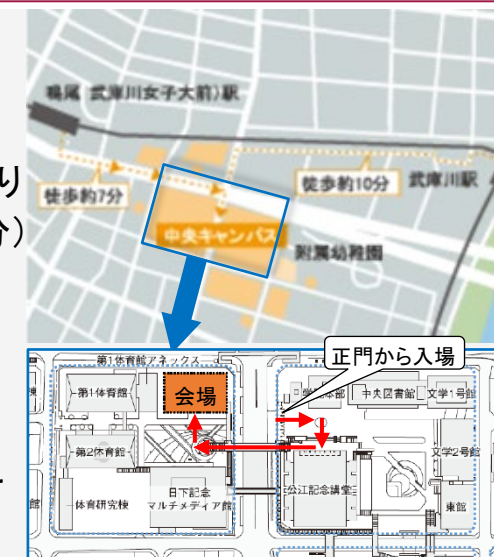 鳴尾(武庫川女子大前)駅
り
徒歩約7分
徒歩約10分
武庫川駅
分)
中央キャンパス
附属幼稚園
正門から入場
第1体育館アネックス
第1体育館
会場
本部
中央図書館
文学1号館
第2体育館
文学2号館
体育研究棟
日下記念
マルチメディア館
公江記念講堂
東館
館